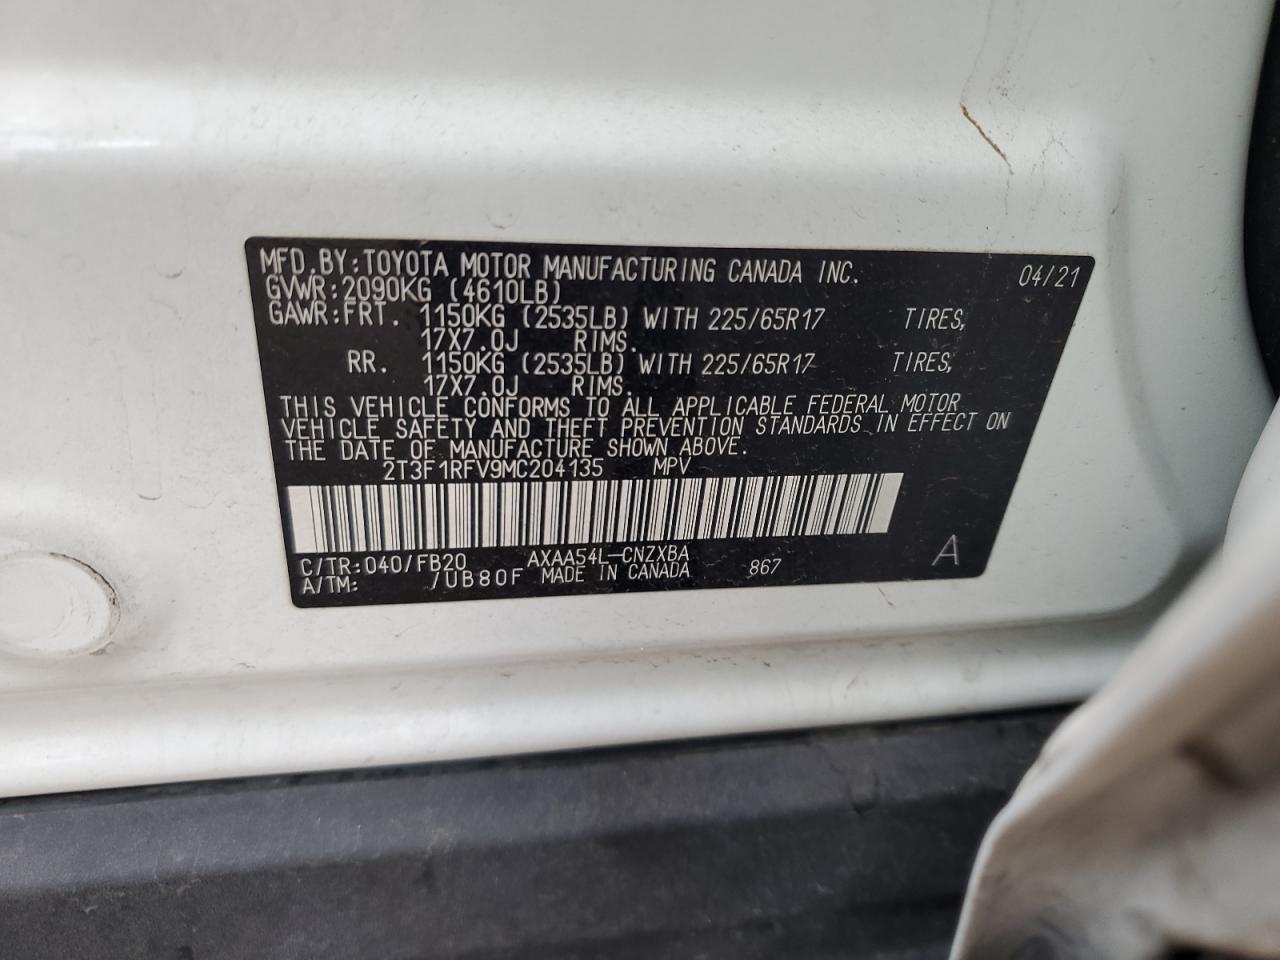 MFD.BY:TOYOTA MOTOR MANUFACTURING CANADA INC. 04/21
GVWR:2090KG (4610LB)
GAWR:FRT. 1150KG (2535LB) WITH 225/65R17 TIRES,
17X7.0J RIMS.
RR. 1150KG (2535LB) WITH 225/65R17 TIRES,
17X7.0J RIMS.
THIS VEHICLE CONFORMS TO ALL APPLICABLE FEDERAL MOTOR
VEHICLE SAFETY AND THEFT PREVENTION STANDARDS IN EFFECT ON
THE DATE OF MANUFACTURE SHOWN ABOVE.
2T3F1RFV9MC204135 MPV
C/TR:040/FB20 AXAA54L-CNZXBA A
A/TM: /UB80F MADE IN CANADA 867